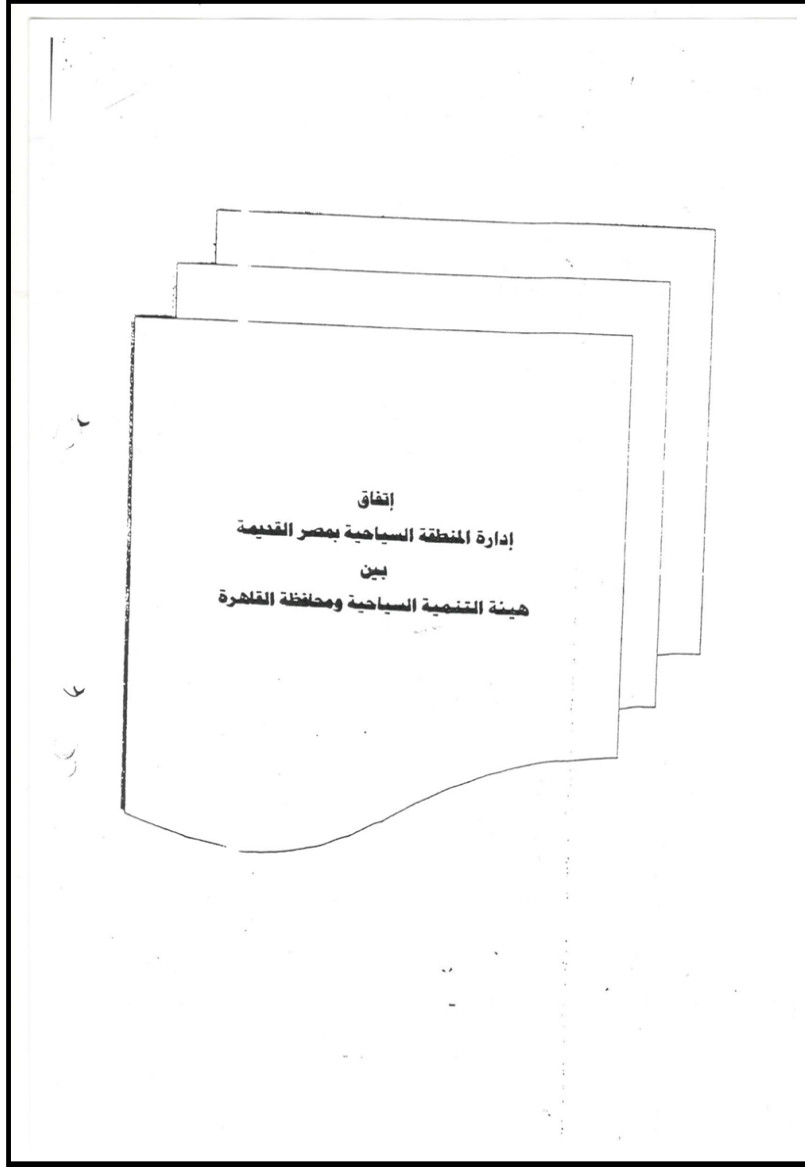 إتفاق
إدارة المنطقة السياحية بمصر القديمة
بين
هيئة التنمية السياحية ومحافظة القاهرة